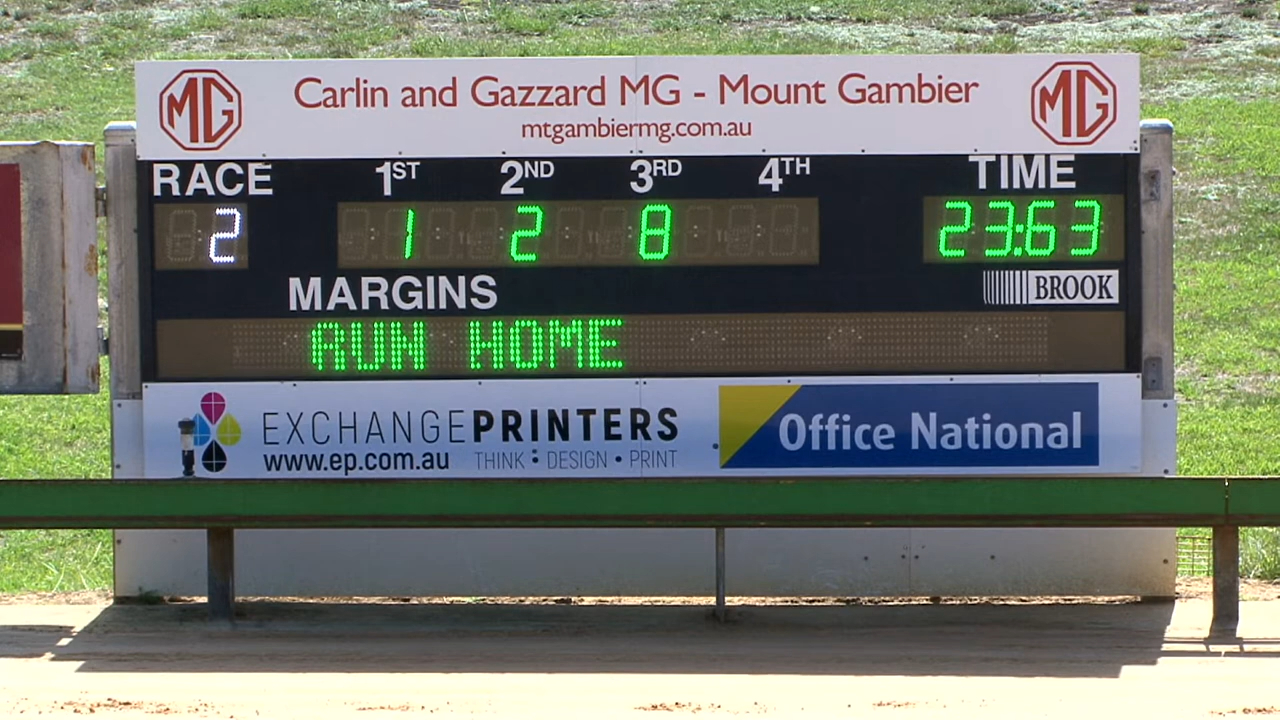 MG Carlin and Gazzard MG - Mount Gambier MG
mtgambiermg.com.au
RACE 1ST 2ND 3RD 4TH TIME
2 1 2 8 23:63
MARGINS BROOK
RUN HOME
EXCHANGEPRINTERS Office National
www.ep.com.au THINK • DESIGN • PRINT